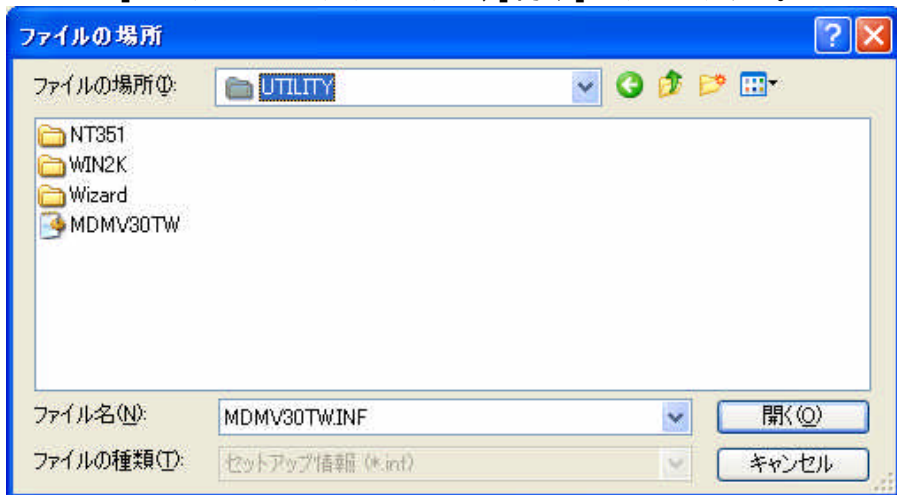 ファイルの場所
ファイルの場所(I):
UTILITY
NT351
WIN2K
Wizard
MDMV30TW
ファイル名(N):
MDMV30TW.INF
開く(O)
ファイルの種類(T):
セットアップ情報 (*.inf)
キャンセル